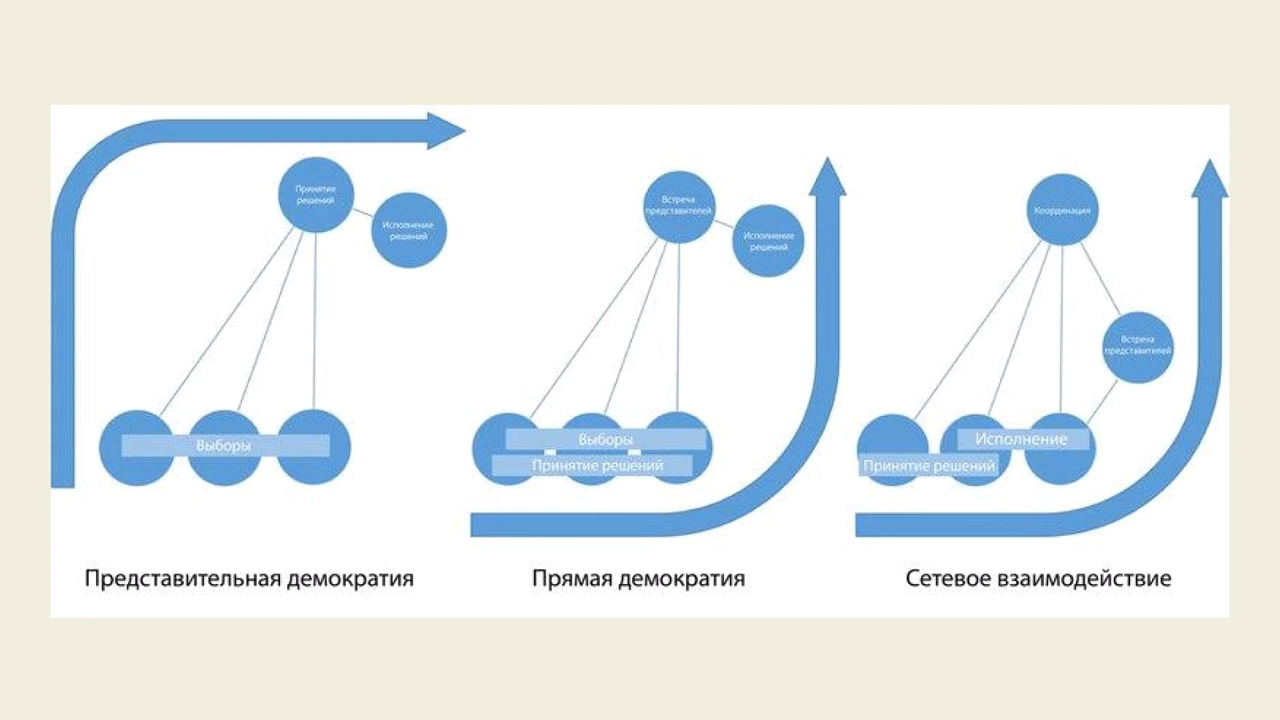 Принятие
решений
Исполнение
решений
Выборы
Представительная демократия
Встреча
представителей
Исполнение
решений
Выборы
Принятие решений
Прямая демократия
Координация
Встреча
представителей
Исполнение
Принятие решений
Сетевое взаимодействие